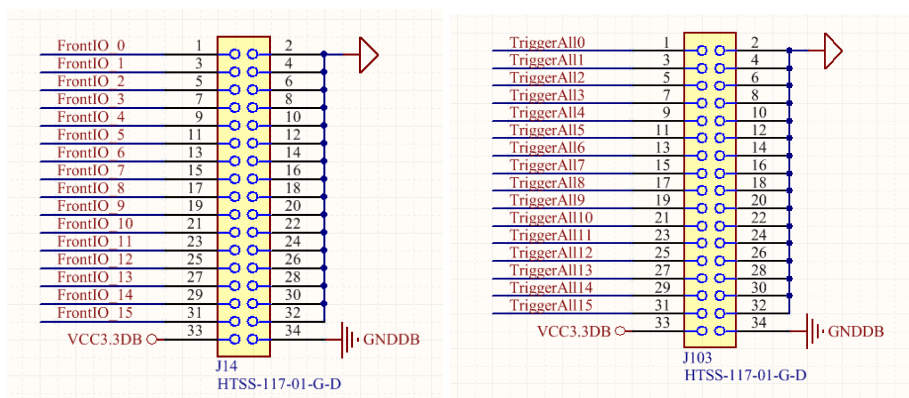 FrontIO_0 1 2
FrontIO_1 3 4
FrontIO_2 5 6
FrontIO_3 7 8
FrontIO_4 9 10
FrontIO_5 11 12
FrontIO_6 13 14
FrontIO_7 15 16
FrontIO_8 17 18
FrontIO_9 19 20
FrontIO_10 21 22
FrontIO_11 23 24
FrontIO_12 25 26
FrontIO_13 27 28
FrontIO_14 29 30
FrontIO_15 31 32
VCC3.3DB 33 34 GNDDB
J14
HTSS-117-01-G-D
TriggerAll0 1 2
TriggerAll1 3 4
TriggerAll2 5 6
TriggerAll3 7 8
TriggerAll4 9 10
TriggerAll5 11 12
TriggerAll6 13 14
TriggerAll7 15 16
TriggerAll8 17 18
TriggerAll9 19 20
TriggerAll10 21 22
TriggerAll11 23 24
TriggerAll12 25 26
TriggerAll13 27 28
TriggerAll14 29 30
TriggerAll15 31 32
VCC3.3DB 33 34 GNDDB
J103
HTSS-117-01-G-D